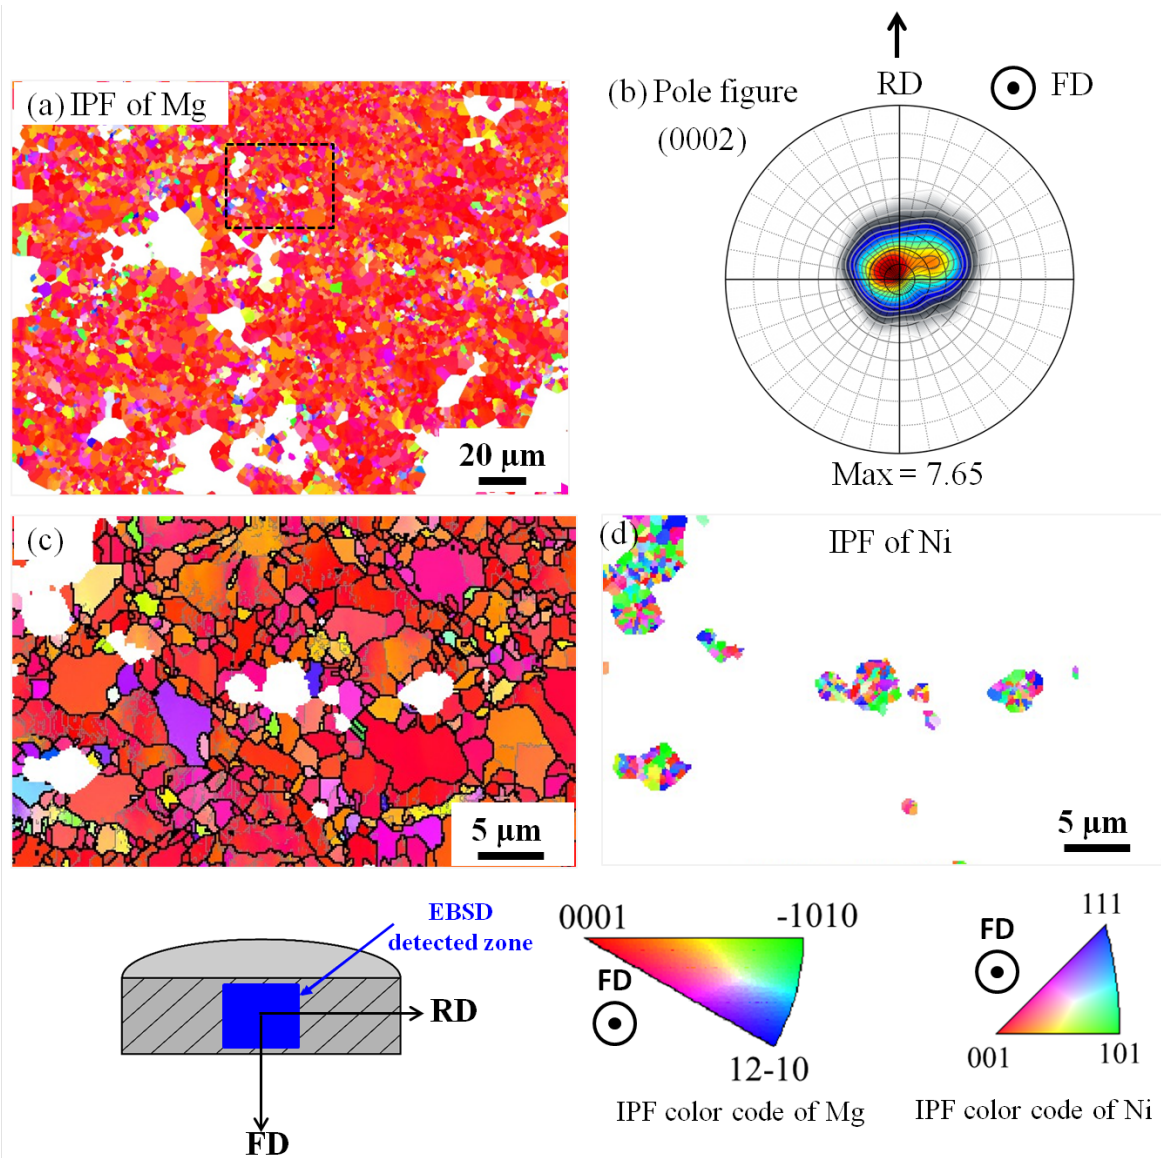 (a) IPF of Mg
20 μm
(b) Pole figure
(0002)
RD
FD
Max = 7.65
(c)
5 μm
(d)
IPF of Ni
5 μm
EBSD
detected zone
RD
FD
0001
-1010
FD
12-10
IPF color code of Mg
111
FD
001
101
IPF color code of Ni